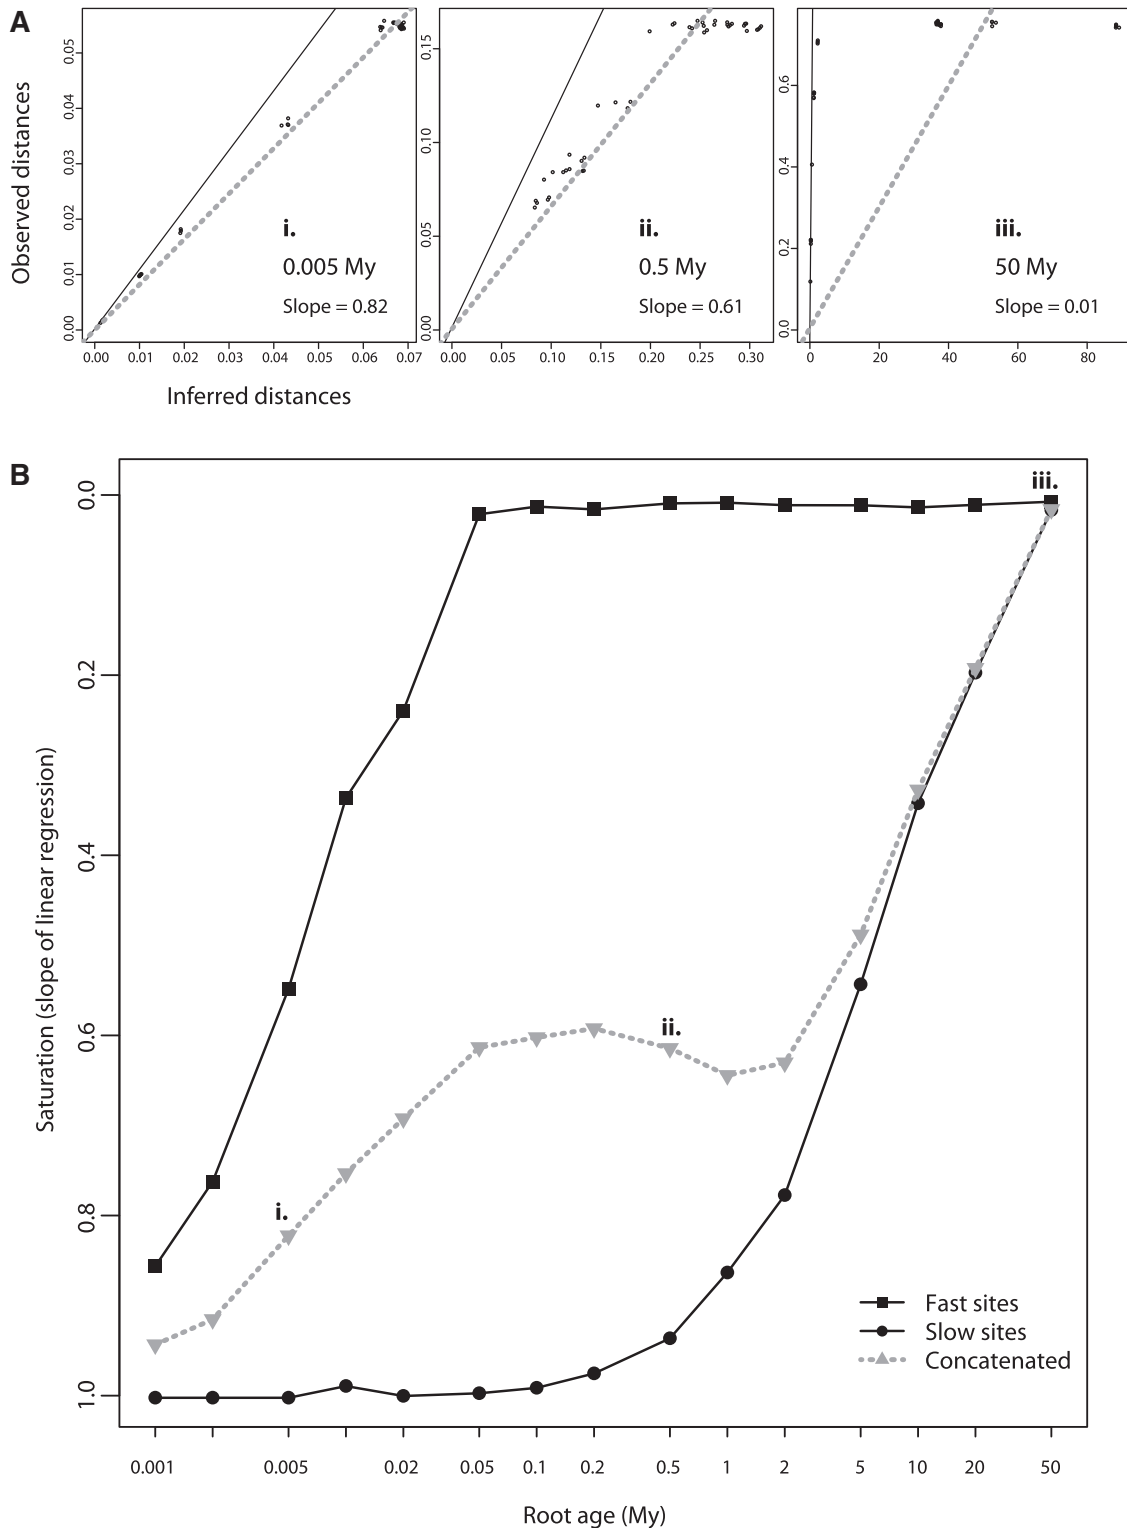 A
Observed distances
0.00 0.01 0.02 0.03 0.04 0.05
i.
0.005 My
Slope = 0.82
0.00 0.01 0.02 0.03 0.04 0.05 0.06 0.07
0.00 0.05 0.10 0.15
ii.
0.5 My
Slope = 0.61
0.00 0.05 0.10 0.15 0.20 0.25 0.30
0.0 0.2 0.4 0.6
iii.
50 My
Slope = 0.01
0 20 40 60 80
Inferred distances
B
Saturation (slope of linear regression)
0.0
0.2
0.4
0.6
0.8
1.0
iii.
ii.
i.
Fast sites
Slow sites
Concatenated
0.001 0.005 0.02 0.05 0.1 0.2 0.5 1 2 5 10 20 50
Root age (My)